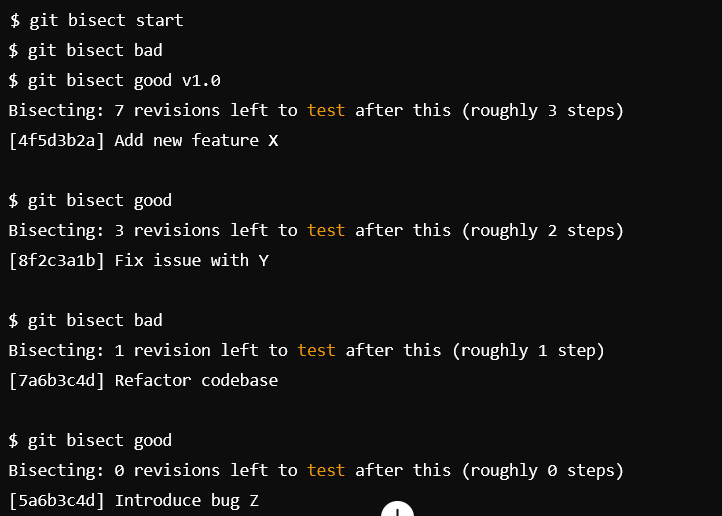 $ git bisect start
$ git bisect bad
$ git bisect good v1.0
Bisecting: 7 revisions left to test after this (roughly 3 steps)
[4f5d3b2a] Add new feature X
$ git bisect good
Bisecting: 3 revisions left to test after this (roughly 2 steps)
[8f2c3a1b] Fix issue with Y
$ git bisect bad
Bisecting: 1 revision left to test after this (roughly 1 step)
[7a6b3c4d] Refactor codebase
$ git bisect good
Bisecting: 0 revisions left to test after this (roughly 0 steps)
[5a6b3c4d] Introduce bug Z